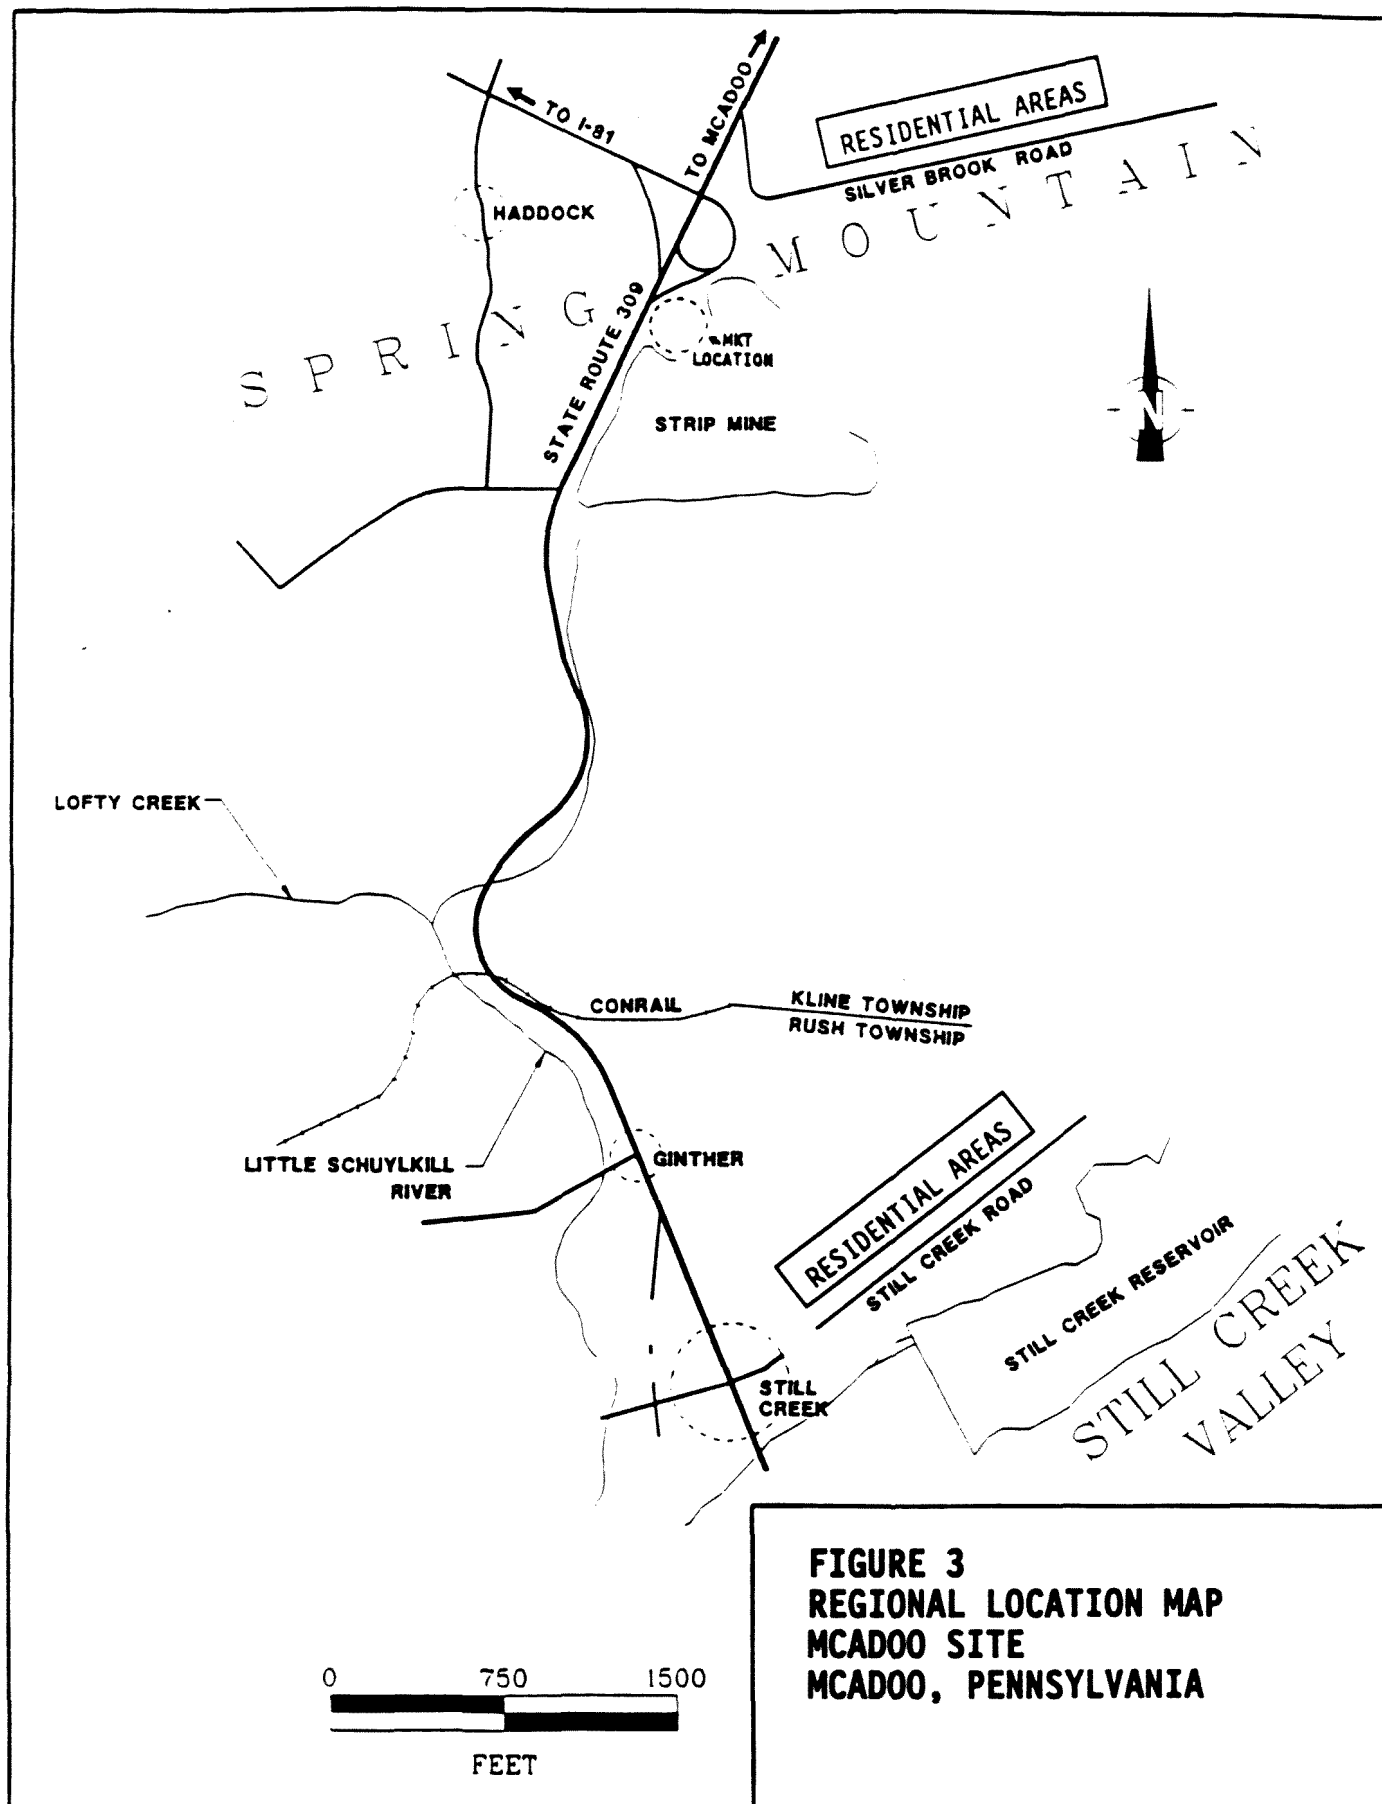 TO I-81
TO MCADOO
RESIDENTIAL AREAS
SILVER BROOK ROAD
HADDOCK
SPRING MOUNTAIN
STATE ROUTE 309
MKT
LOCATION
STRIP MINE
N
LOFTY CREEK
CONRAIL
KLINE TOWNSHIP
RUSH TOWNSHIP
LITTLE SCHUYLKILL
RIVER
GINTHER
RESIDENTIAL AREAS
STILL CREEK ROAD
STILL CREEK RESERVOIR
STILL CREEK
VALLEY
STILL
CREEK
FIGURE 3
REGIONAL LOCATION MAP
MCADOO SITE
MCADOO, PENNSYLVANIA
0 750 1500
FEET